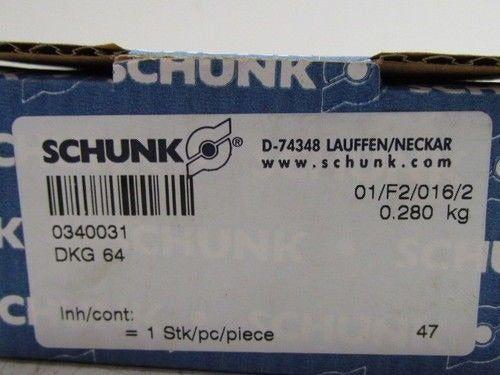 SCHUNK
SCHUNK ® D-74348 LAUFFEN/NECKAR
www.schunk.com
01/F2/016/2
0340031 0.280 kg
DKG 64
Inh/cont:
= 1 Stk/pc/piece 47
SCHUNK